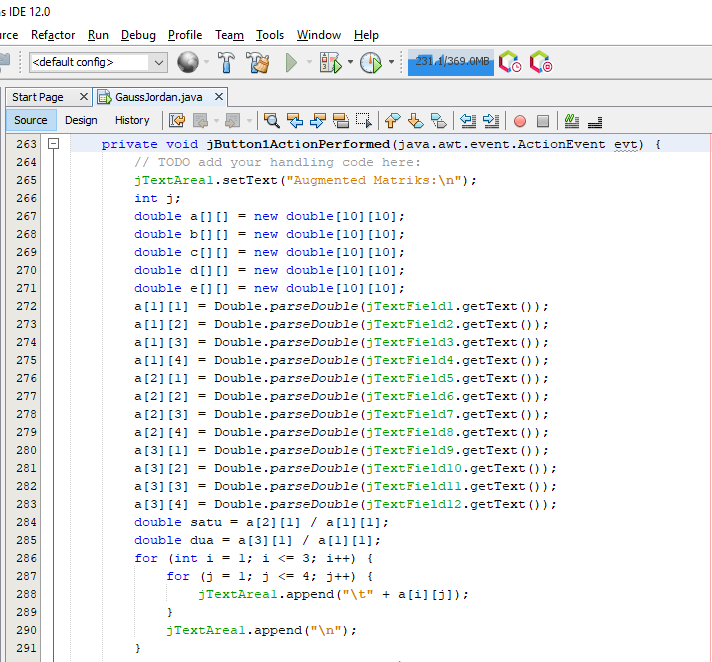 s IDE 12.0
rce Refactor Run Debug Profile Team Tools Window Help
<default config> 231,1/369.0MB
Start Page GaussJordan.java
Source Design History
263 private void jButton1ActionPerformed(java.awt.event.ActionEvent evt) {
264 // TODO add your handling code here:
265 jTextArea1.setText("Augmented Matriks:\n");
266 int j;
267 double a[][] = new double[10][10];
268 double b[][] = new double[10][10];
269 double c[][] = new double[10][10];
270 double d[][] = new double[10][10];
271 double e[][] = new double[10][10];
272 a[1][1] = Double.parseDouble(jTextField1.getText());
273 a[1][2] = Double.parseDouble(jTextField2.getText());
274 a[1][3] = Double.parseDouble(jTextField3.getText());
275 a[1][4] = Double.parseDouble(jTextField4.getText());
276 a[2][1] = Double.parseDouble(jTextField5.getText());
277 a[2][2] = Double.parseDouble(jTextField6.getText());
278 a[2][3] = Double.parseDouble(jTextField7.getText());
279 a[2][4] = Double.parseDouble(jTextField8.getText());
280 a[3][1] = Double.parseDouble(jTextField9.getText());
281 a[3][2] = Double.parseDouble(jTextField10.getText());
282 a[3][3] = Double.parseDouble(jTextField11.getText());
283 a[3][4] = Double.parseDouble(jTextField12.getText());
284 double satu = a[2][1] / a[1][1];
285 double dua = a[3][1] / a[1][1];
286 for (int i = 1; i <= 3; i++) {
287 for (j = 1; j <= 4; j++) {
288 jTextArea1.append("\t" + a[i][j]);
289 }
290 jTextArea1.append("\n");
291 }